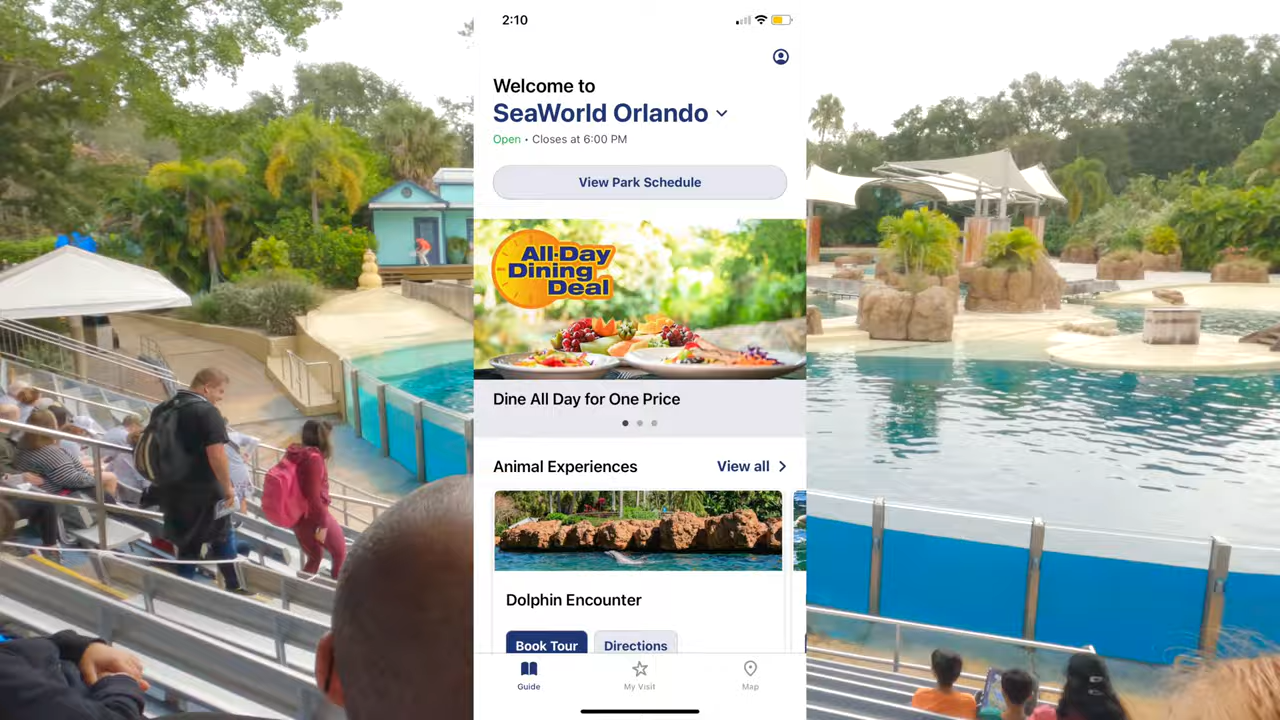 2:10
Welcome to
SeaWorld Orlando
Open • Closes at 6:00 PM
View Park Schedule
All-Day
Dining
Deal
Dine All Day for One Price
Animal Experiences
View all
Dolphin Encounter
Book Tour
Directions
Guide
My Visit
Map